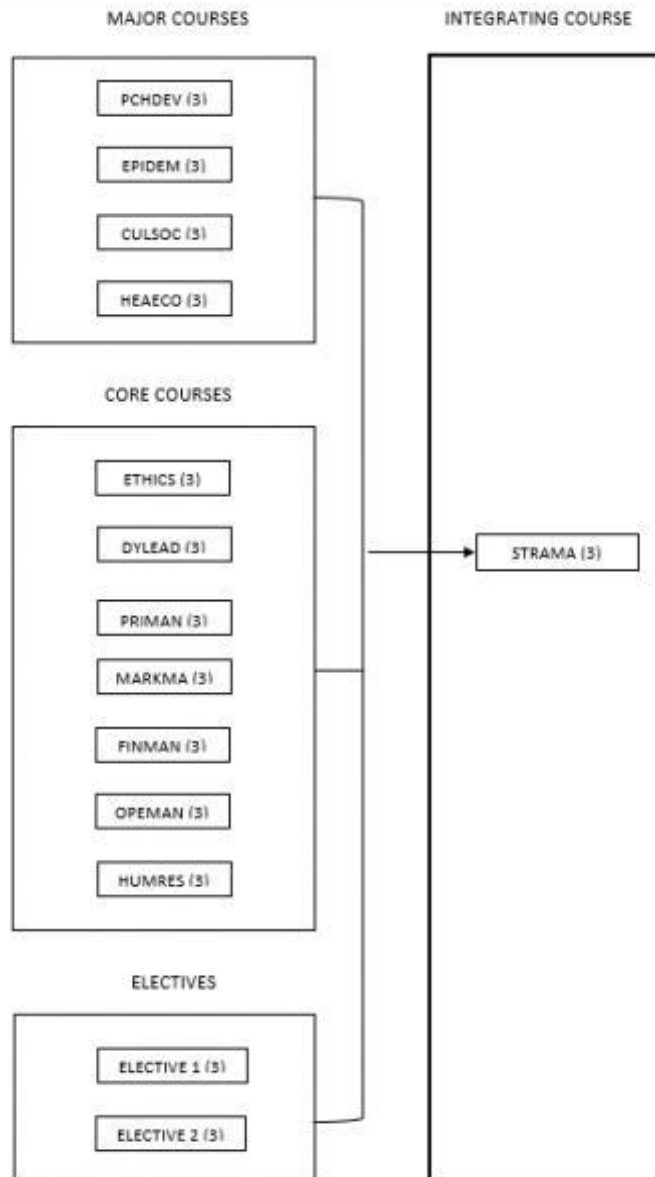 MAJOR COURSES
INTEGRATING COURSE
PCHDEV (3)
EPIDEM (3)
CULSOC (3)
HEAECO (3)
CORE COURSES
ETHICS (3)
DYLEAD (3)
STRAMA (3)
PRIMAN (3)
MARKMA (3)
FINMAN (3)
OPEMAN (3)
HUMRES (3)
ELECTIVES
ELECTIVE 1 (3)
ELECTIVE 2 (3)